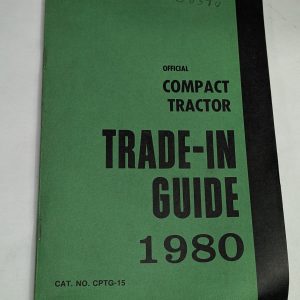 OFFICIAL
COMPACT
TRACTOR
TRADE-IN
GUIDE
1980
CAT. NO. CPTG-15